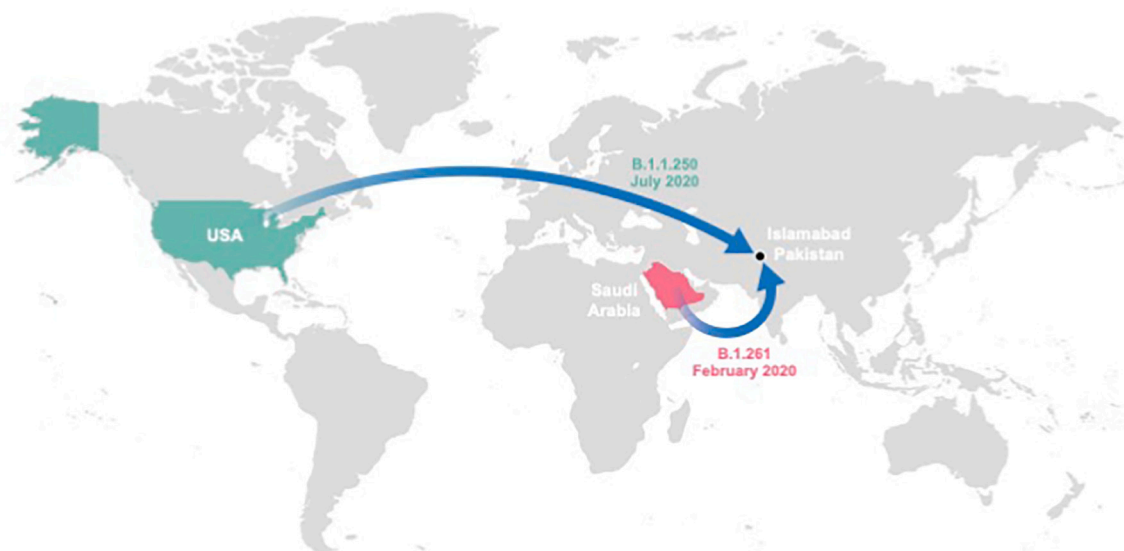 B.1.1.250
July 2020
USA
Islamabad
Pakistan
Saudi
Arabia
B.1.261
February 2020